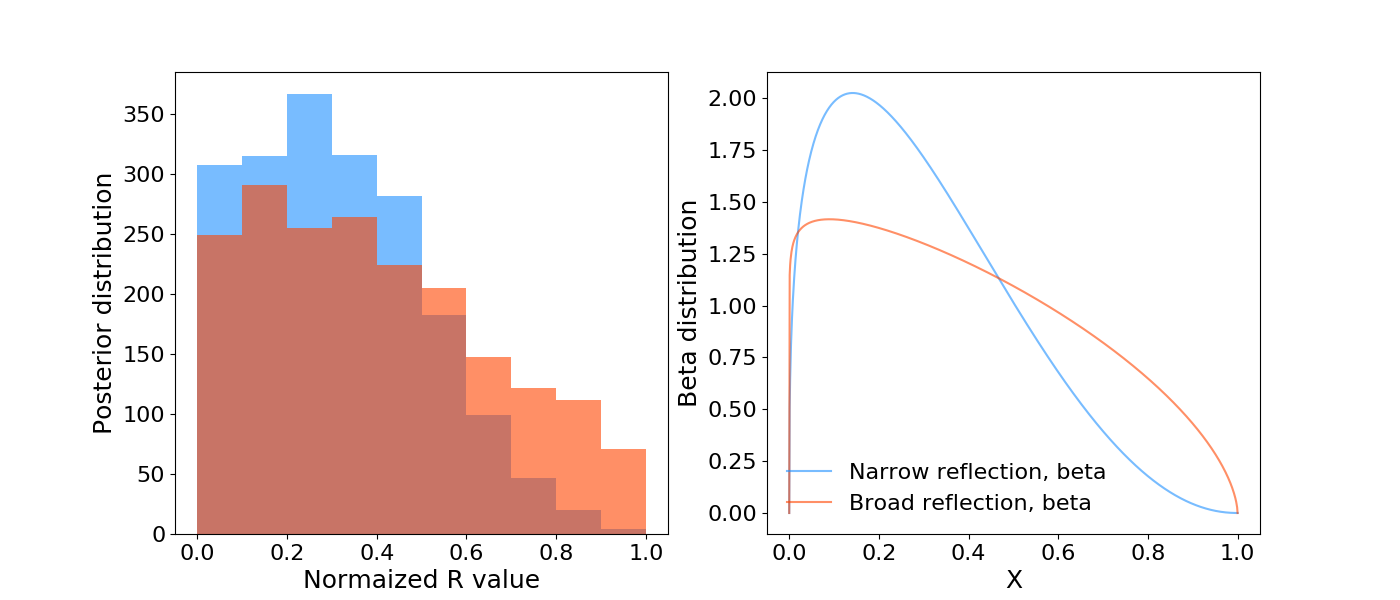 Posterior distribution
350
300
250
200
150
100
50
0
0.0 0.2 0.4 0.6 0.8 1.0
Normaized R value
Beta distribution
2.00
1.75
1.50
1.25
1.00
0.75
0.50
0.25
0.00
Narrow reflection, beta
Broad reflection, beta
0.0 0.2 0.4 0.6 0.8 1.0
X